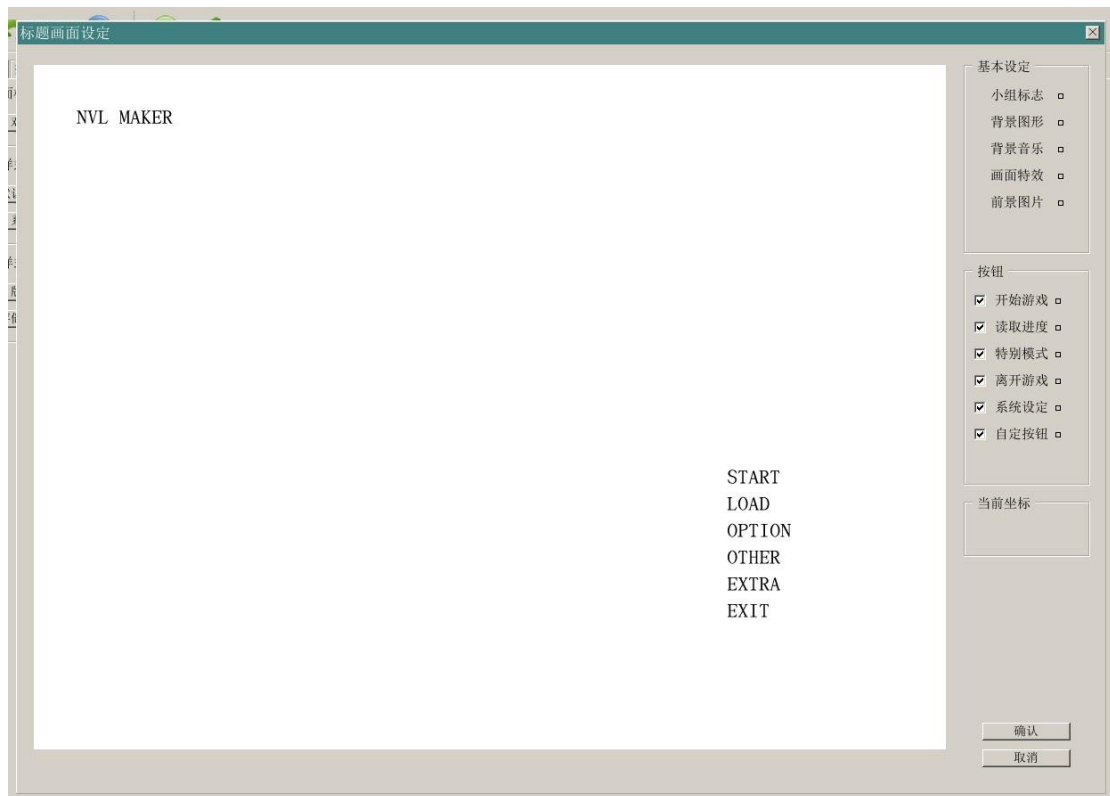 标题画面设定
NVL MAKER
START
LOAD
OPTION
OTHER
EXTRA
EXIT
基本设定
小组标志
背景图形
背景音乐
画面特效
前景图片
按钮
开始游戏
读取进度
特别模式
离开游戏
系统设定
自定按钮
当前坐标
确认
取消